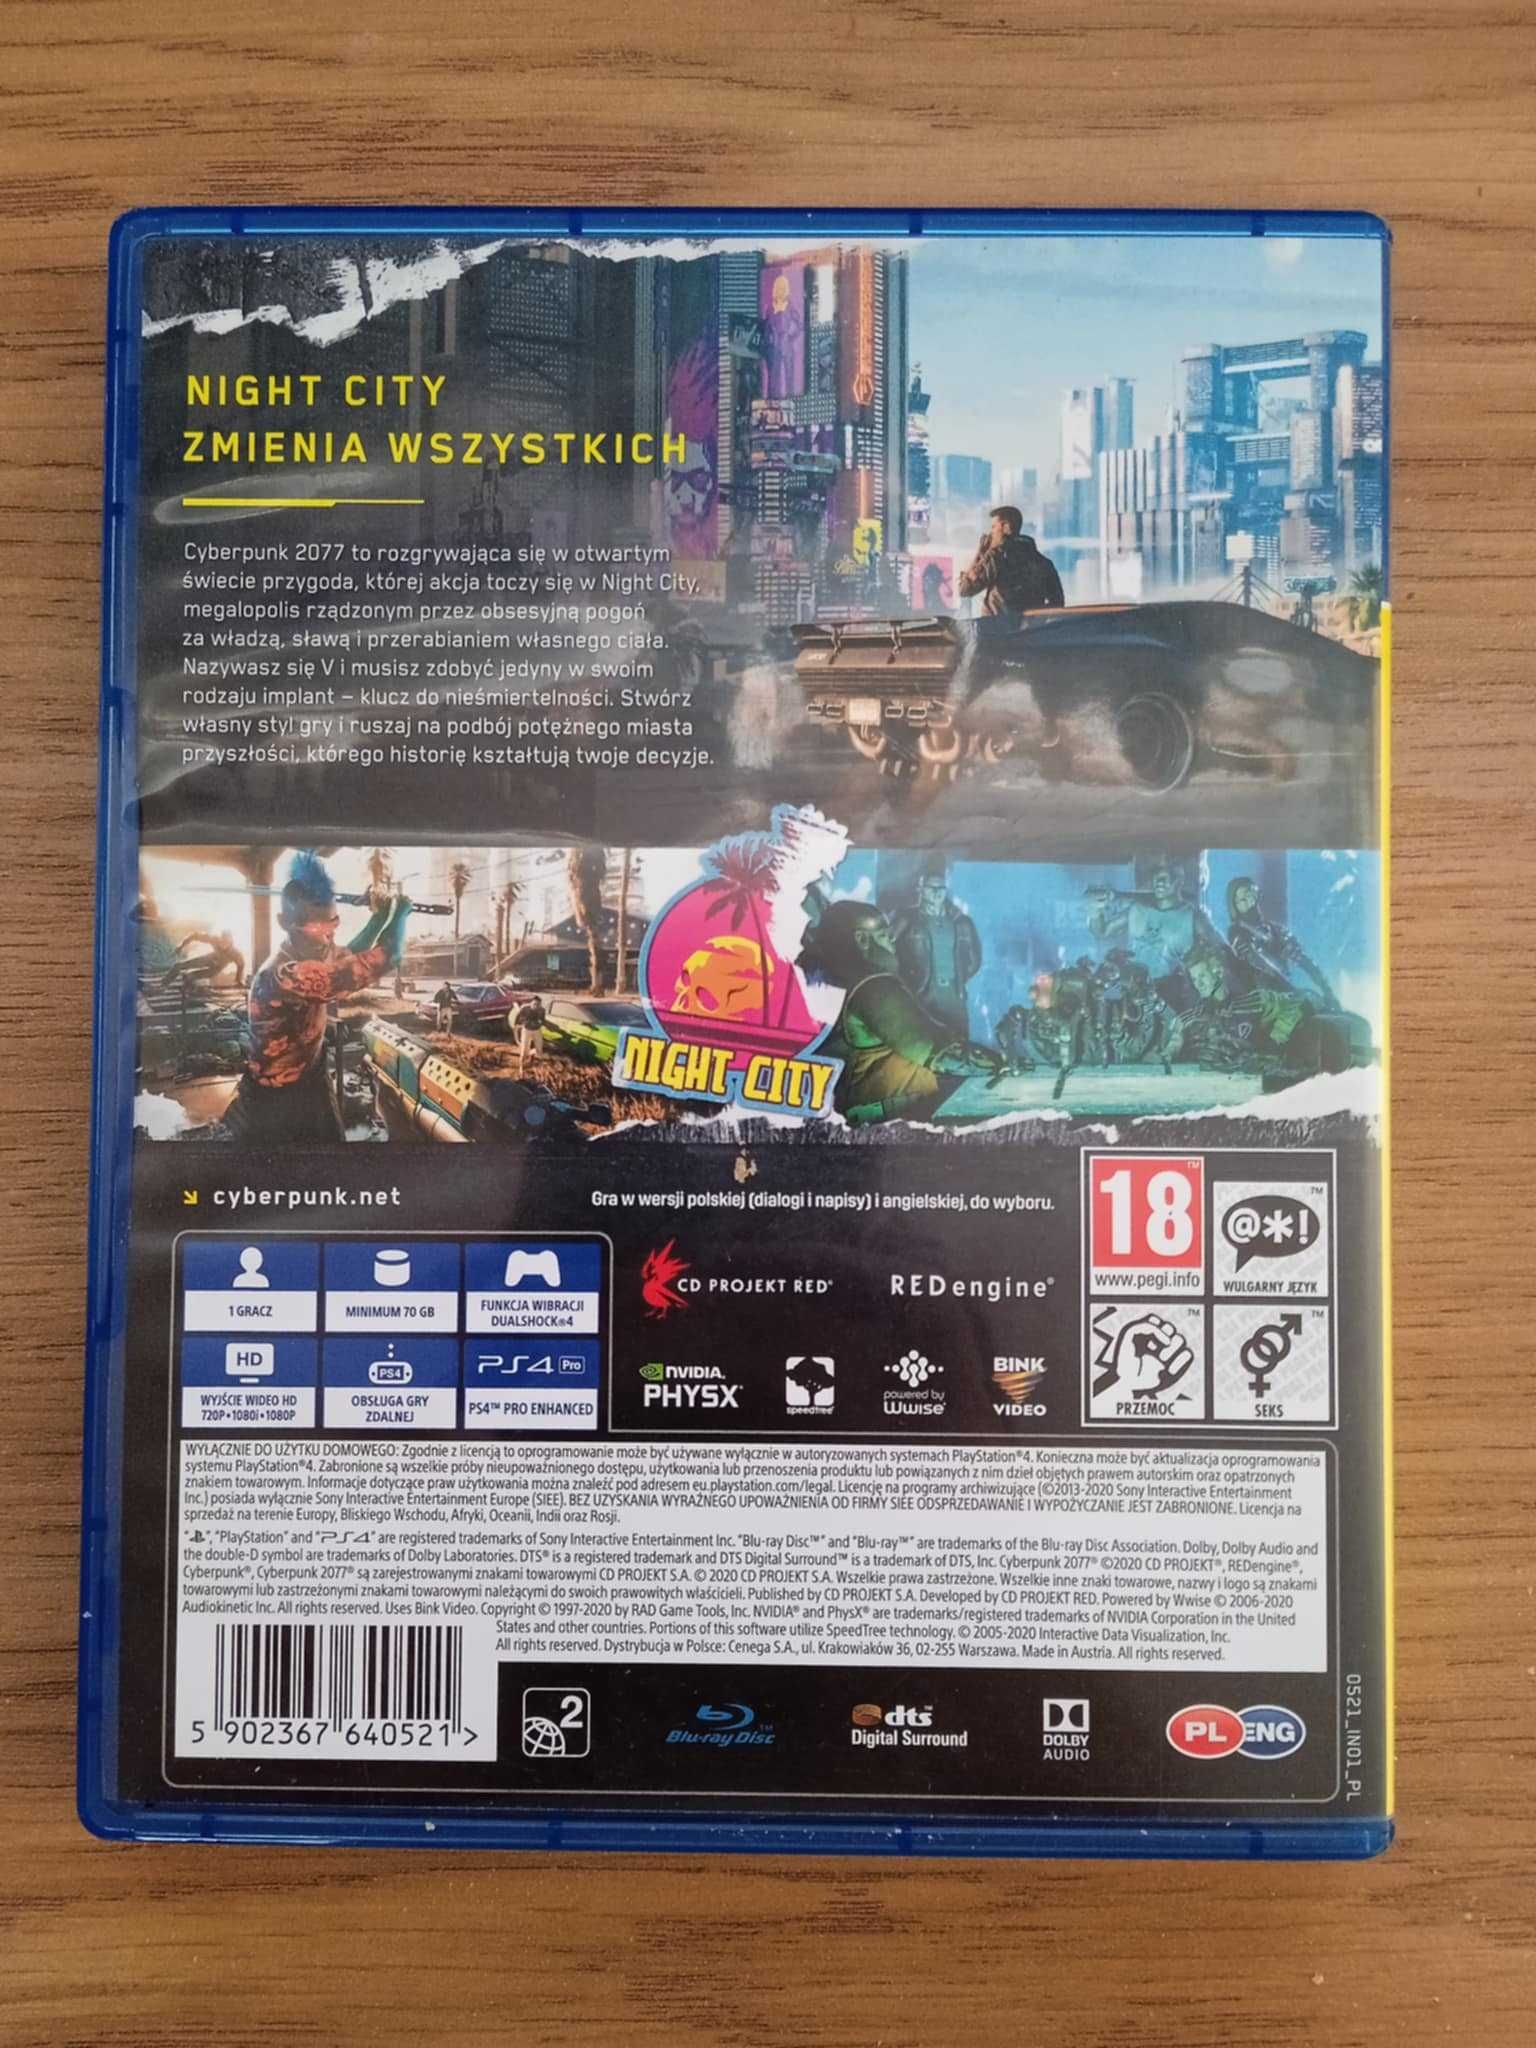 NIGHT CITY
ZMIENIA WSZYSTKICH
Cyberpunk 2077 to rozgrywająca się w otwartym
świecie przygoda, której akcja toczy się w Night City,
megalopolis rządzonym przez obsesyjną pogoń
za władzą, sławą i przerabianiem własnego ciała.
Nazywasz się V i musisz zdobyć jedyny w swoim
rodzaju implant – klucz do nieśmiertelności. Stwórz
własny styl gry i ruszaj na podbój potężnego miasta
przyszłości, którego historię kształtują twoje decyzje.
NIGHT CITY
cyberpunk.net
Gra w wersji polskiej (dialogi i napisy) i angielskiej, do wyboru.
18™
www.pegi.info
@*!
™
WULGARNY JĘZYK
™
PRZEMOC
™
SEKS
1 GRACZ
MINIMUM 70 GB
FUNKCJA WIBRACJI
DUALSHOCK®4
HD
WYJŚCIE WIDEO HD
720P•1080i•1080P
PS4
OBSŁUGA GRY
ZDALNEJ
PS4 Pro
PS4™ PRO ENHANCED
CD PROJEKT RED®
REDengine®
NVIDIA.
PHYSX®
speedtree®
powered by
Wwise®
BINK
VIDEO
WYŁĄCZNIE DO UŻYTKU DOMOWEGO: Zgodnie z licencją to oprogramowanie może być używane wyłącznie w autoryzowanych systemach PlayStation®4. Konieczna może być aktualizacja oprogramowania
systemu PlayStation®4. Zabronione są wszelkie próby nieupoważnionego dostępu, użytkowania lub przenoszenia produktu lub powiązanych z nim dzieł objętych prawem autorskim oraz opatrzonych
znakiem towarowym. Informacje dotyczące praw użytkowania można znaleźć pod adresem eu.playstation.com/legal. Licencję na programy archiwizujące (©2013-2020 Sony Interactive Entertainment
Inc.) posiada wyłącznie Sony Interactive Entertainment Europe (SIEE). BEZ UZYSKANIA WYRAŹNEGO UPOWAŻNIENIA OD FIRMY SIEE ODSPRZEDAWANIE I WYPOŻYCZANIE JEST ZABRONIONE. Licencja na
sprzedaż na terenie Europy, Bliskiego Wschodu, Afryki, Oceanii, Indii oraz Rosji.
"PS", "PlayStation" and "PS4" are registered trademarks of Sony Interactive Entertainment Inc. "Blu-ray Disc™" and "Blu-ray™" are trademarks of the Blu-ray Disc Association. Dolby, Dolby Audio and
the double-D symbol are trademarks of Dolby Laboratories. DTS® is a registered trademark and DTS Digital Surround™ is a trademark of DTS, Inc. Cyberpunk 2077® ©2020 CD PROJEKT®, REDengine®,
Cyberpunk®, Cyberpunk 2077® są zarejestrowanymi znakami towarowymi CD PROJEKT S.A. © 2020 CD PROJEKT S.A. Wszelkie prawa zastrzeżone. Wszelkie inne znaki towarowe, nazwy i logo są znakami
towarowymi lub zastrzeżonymi znakami towarowymi należącymi do swoich prawowitych właścicieli. Published by CD PROJEKT S.A. Developed by CD PROJEKT RED. Powered by Wwise © 2006-2020
Audiokinetic Inc. All rights reserved. Uses Bink Video. Copyright © 1997-2020 by RAD Game Tools, Inc. NVIDIA® and PhysX® are trademarks/registered trademarks of NVIDIA Corporation in the United
States and other countries. Portions of this software utilize SpeedTree technology. © 2005-2020 Interactive Data Visualization, Inc.
All rights reserved. Dystrybucja w Polsce: Cenega S.A., ul. Krakowiaków 36, 02-255 Warszawa. Made in Austria. All rights reserved.
5 902367 640521 >
2
Blu-ray Disc™
dts™
Digital Surround
DOLBY
AUDIO
PL ENG
0521_IN01_PL